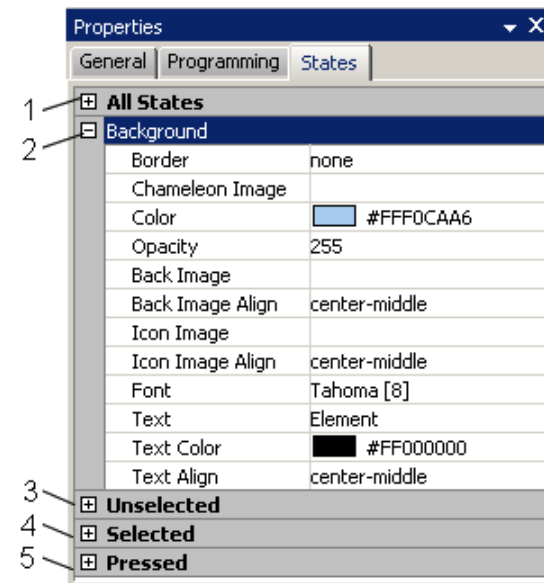 Properties
General Programming States
1 All States
2 Background
Border none
Chameleon Image
Color #FFF0CAA6
Opacity 255
Back Image
Back Image Align center-middle
Icon Image
Icon Image Align center-middle
Font Tahoma [8]
Text Element
Text Color #FF000000
Text Align center-middle
3 Unselected
4 Selected
5 Pressed